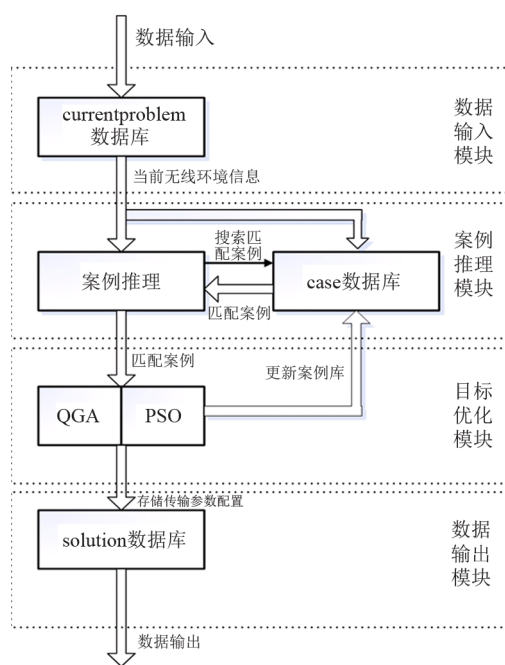 数据输入
currentproblem
数据库
数据
输入
模块
当前无线环境信息
搜索匹
配案例
案例推理
case数据库
匹配案例
案例
推理
模块
匹配案例
更新案例库
QGA
PSO
目标
优化
模块
存储传输参数配置
solution数据库
数据
输出
模块
数据输出